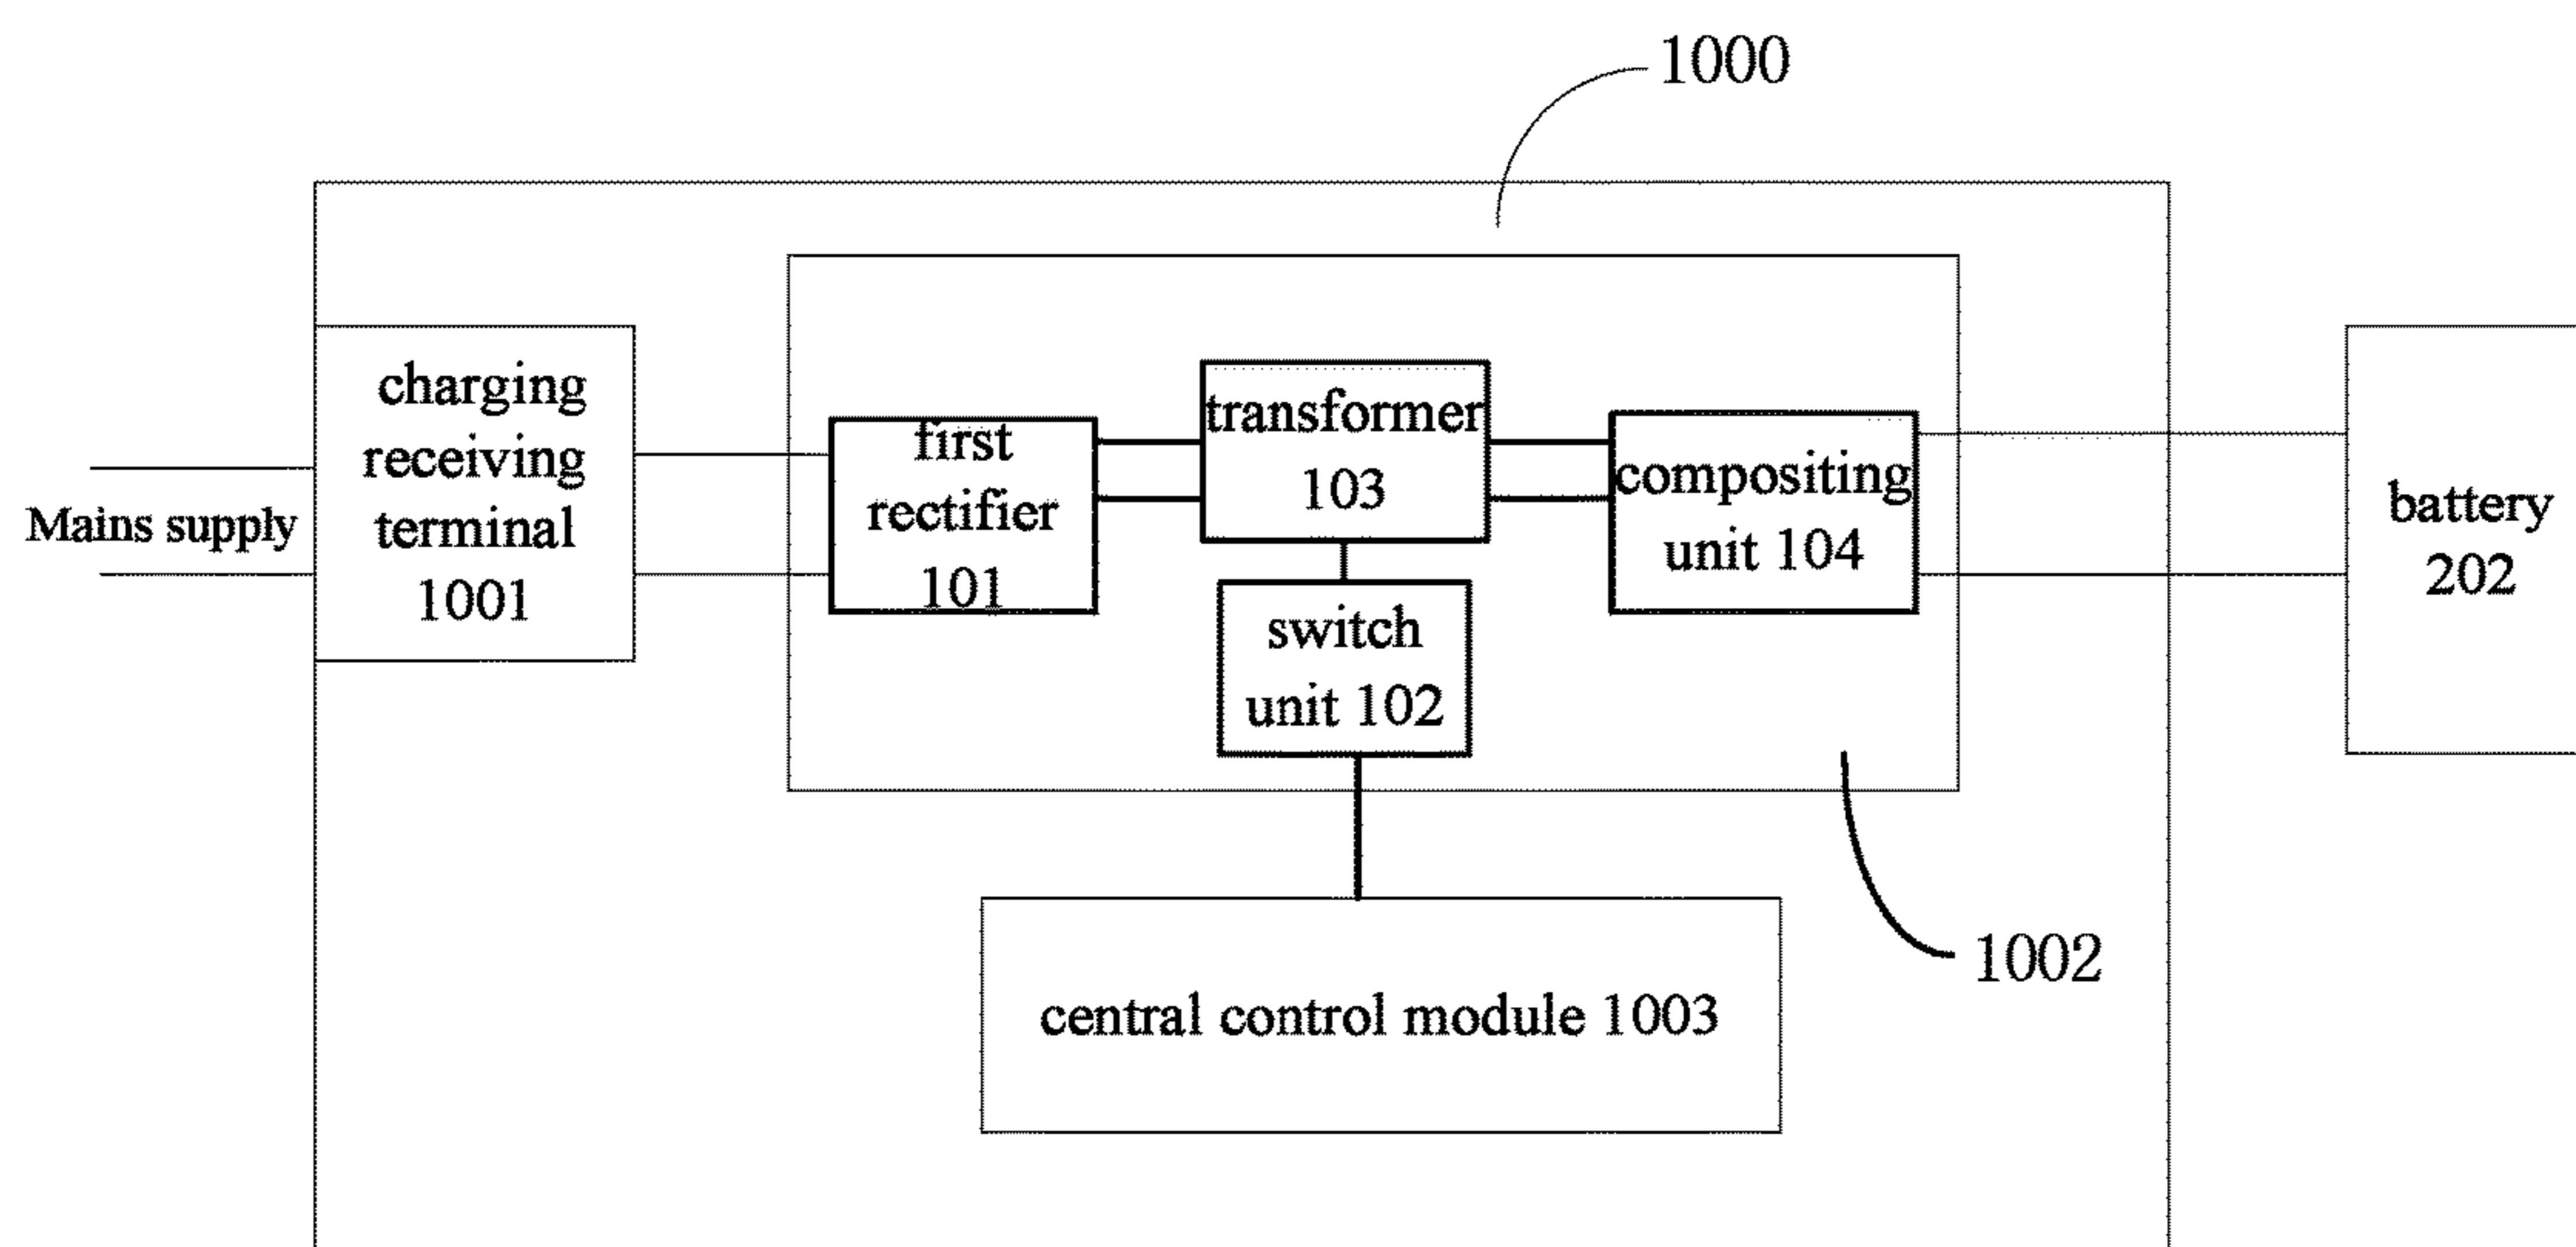 1000
charging
receiving
terminal
1001
Mains supply
first
rectifier
101
transformer
103
switch
unit 102
compositing
unit 104
battery
202
1002
central control module 1003